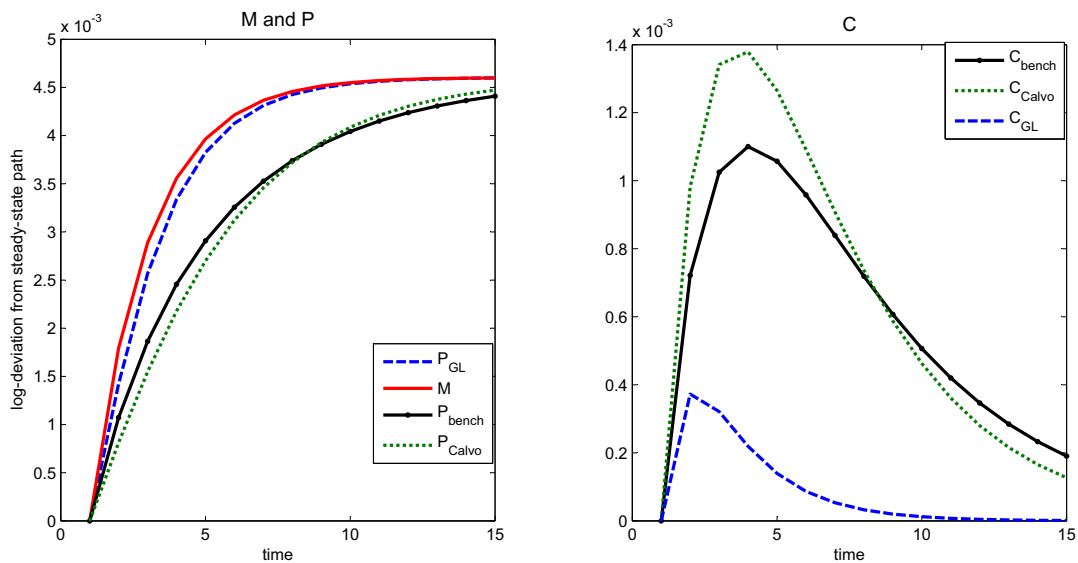 M and P
x 10^-3
5
4.5
4
3.5
3
2.5
2
1.5
1
0.5
0
log-deviation from steady-state path
P_GL
M
P_bench
P_Calvo
0 5 10 15
time
C
x 10^-3
1.4
1.2
1
0.8
0.6
0.4
0.2
0
C_bench
C_Calvo
C_GL
0 5 10 15
time